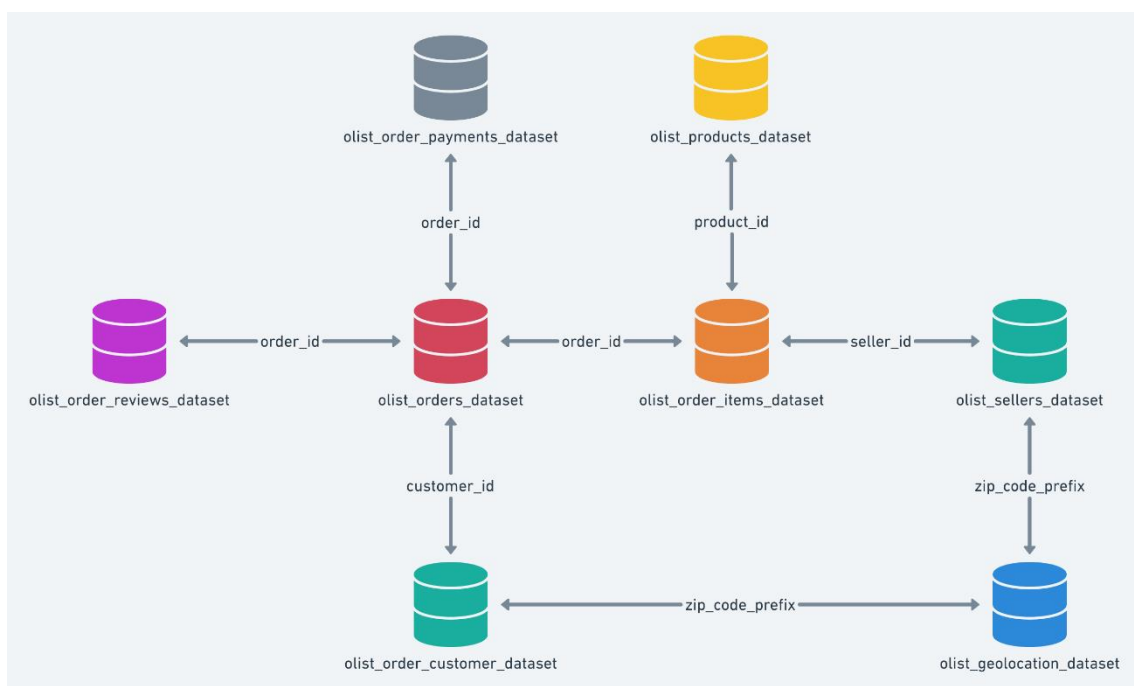 olist_order_payments_dataset
olist_products_dataset
order_id
product_id
order_id
order_id
seller_id
olist_order_reviews_dataset
olist_orders_dataset
olist_order_items_dataset
olist_sellers_dataset
customer_id
zip_code_prefix
zip_code_prefix
olist_order_customer_dataset
olist_geolocation_dataset